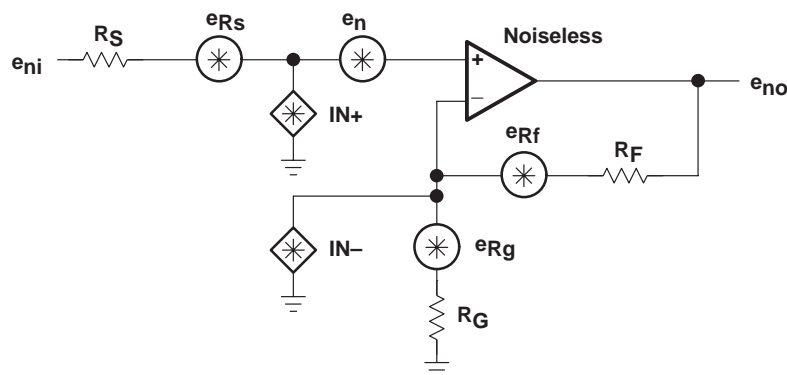 eRs
en
Noiseless
RS
eni
+
eno
IN+
–
eRf
RF
IN–
eRg
RG